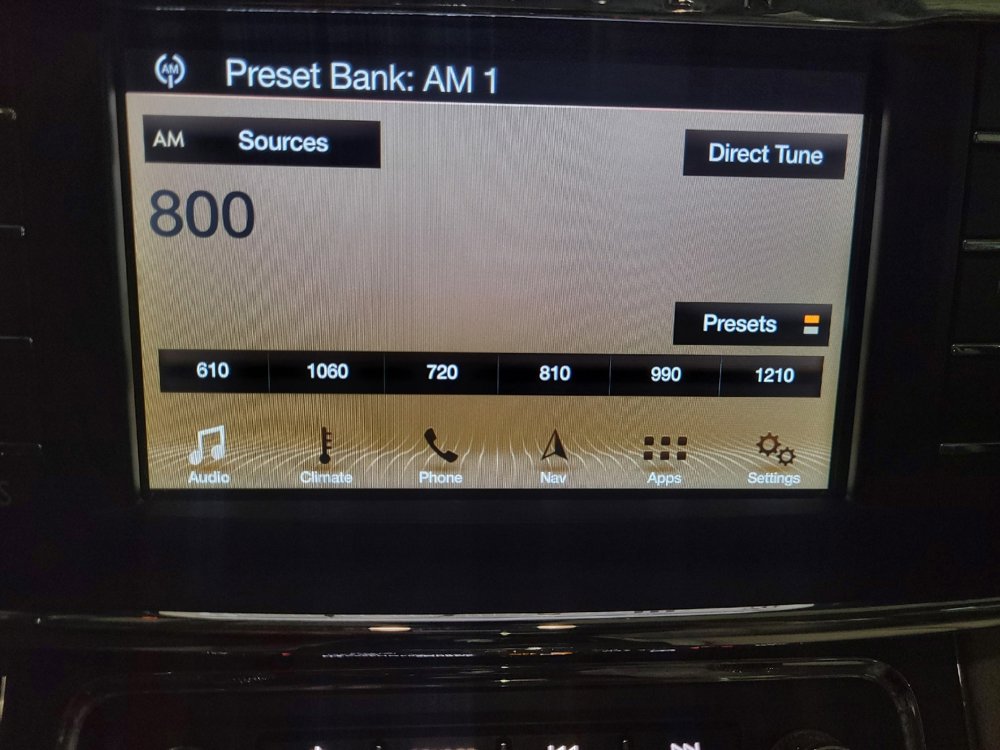 AM Preset Bank: AM 1
AM Sources
Direct Tune
800
Presets
610 1060 720 810 990 1210
Audio Climate Phone Nav Apps Settings